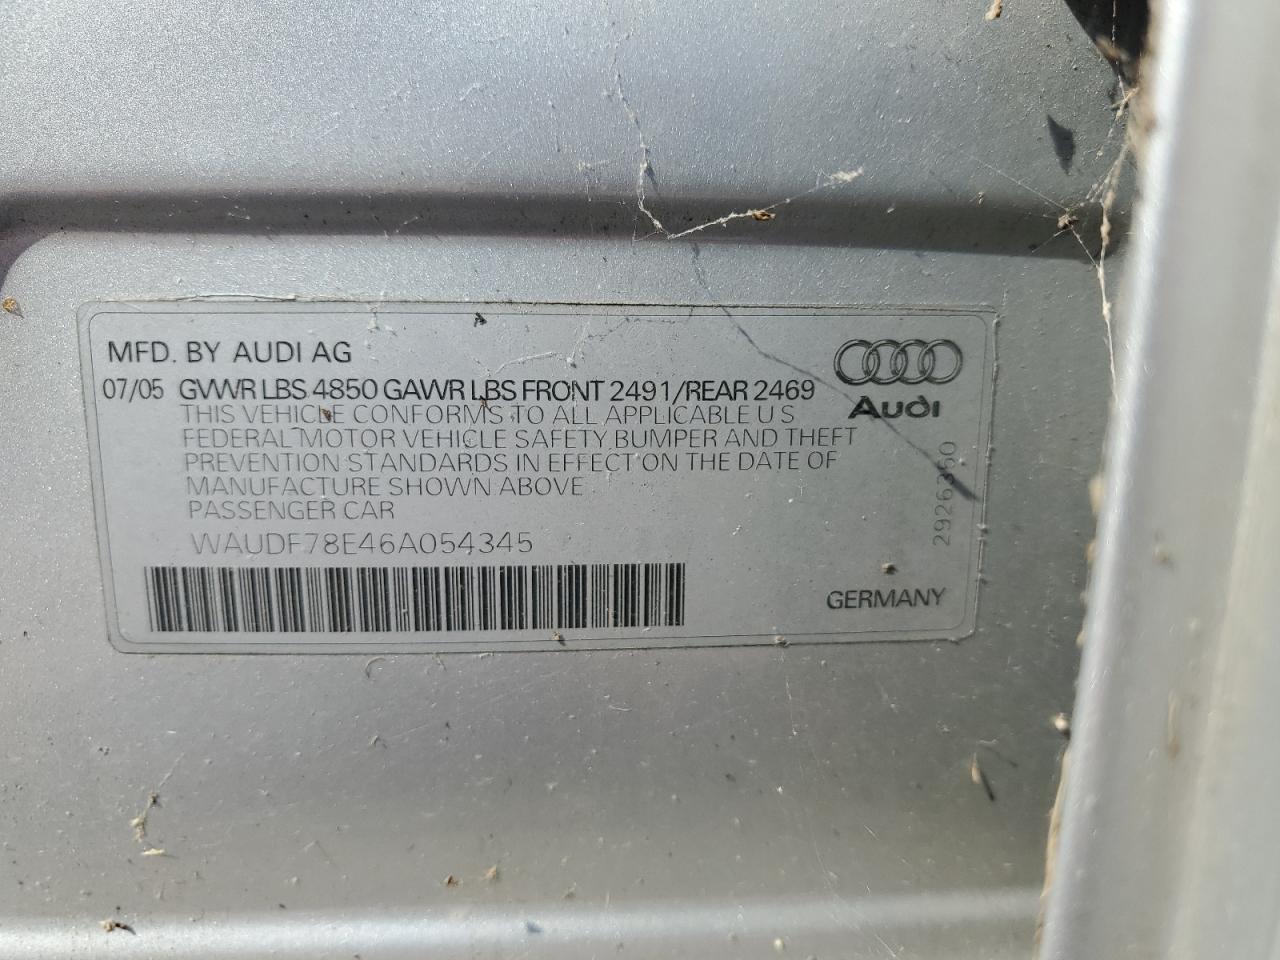 MFD. BY AUDI AG
07/05 GVWR LBS 4850 GAWR LBS FRONT 2491/REAR 2469
THIS VEHICLE CONFORMS TO ALL APPLICABLE U S
FEDERAL MOTOR VEHICLE SAFETY BUMPER AND THEFT
PREVENTION STANDARDS IN EFFECT ON THE DATE OF
MANUFACTURE SHOWN ABOVE
PASSENGER CAR
WAUDF78E46A054345
Audi
2926360
GERMANY